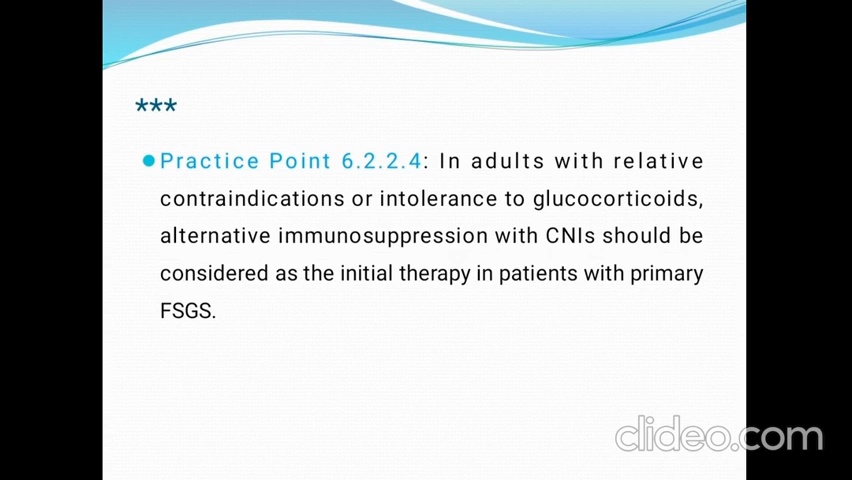 ***
●Practice Point 6.2.2.4: In adults with relative
contraindications or intolerance to glucocorticoids,
alternative immunosuppression with CNIs should be
considered as the initial therapy in patients with primary
FSGS.
clideo.com